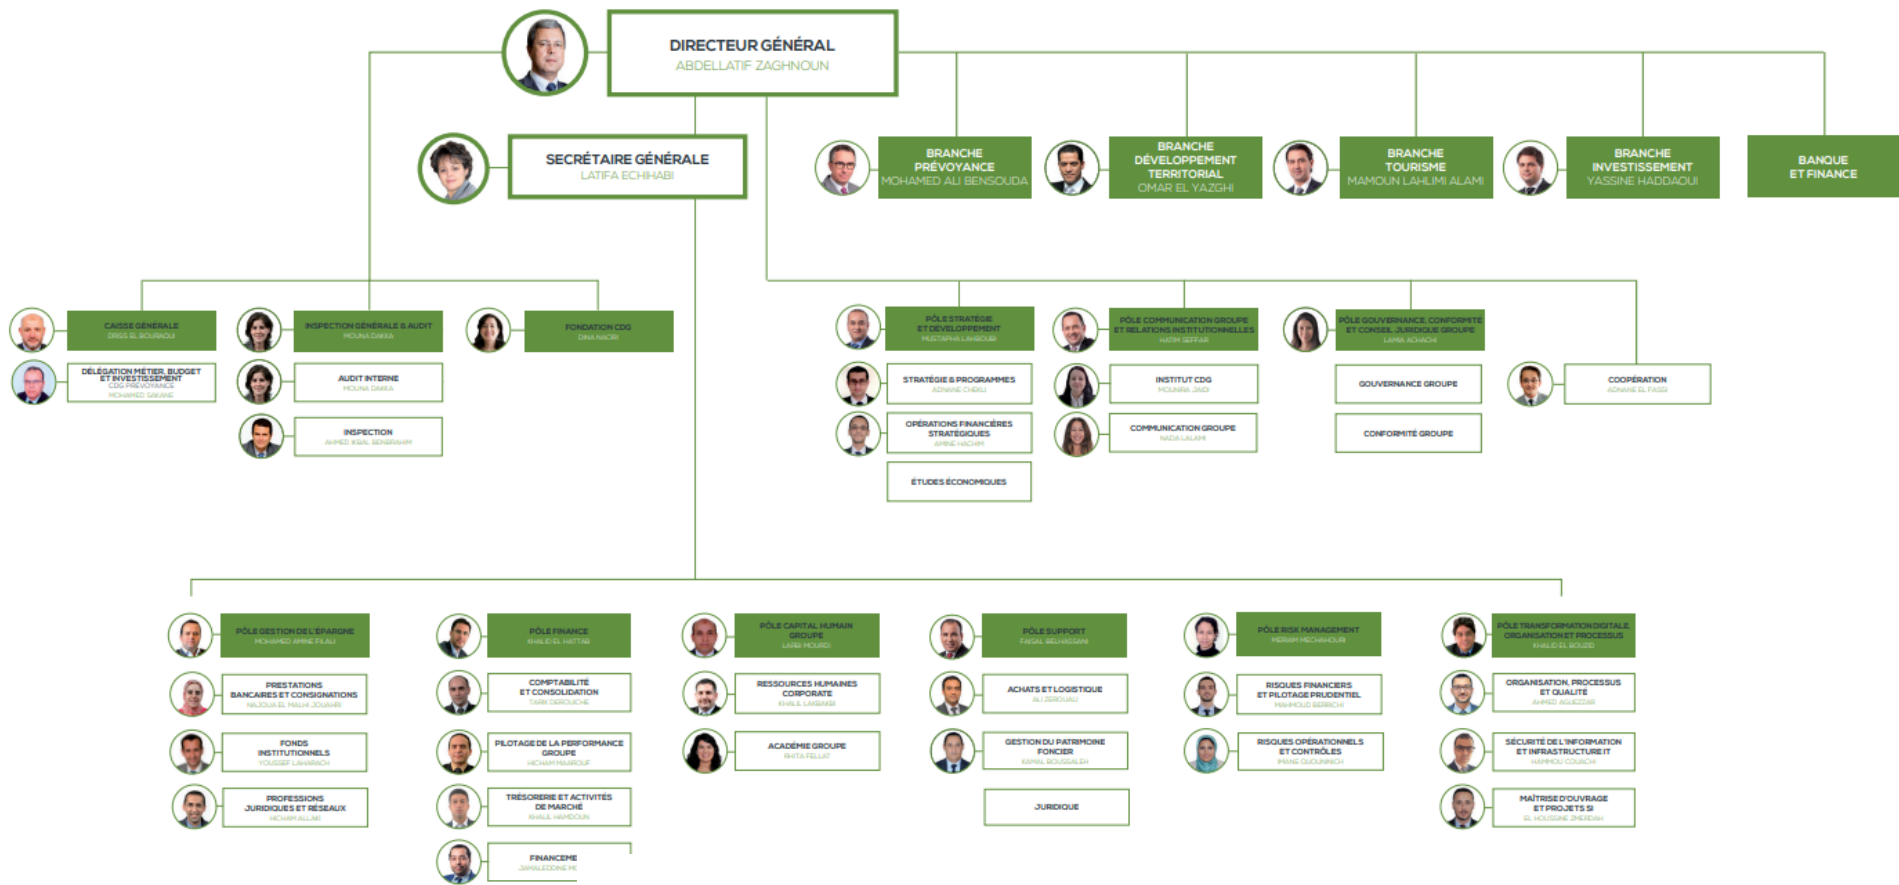 DIRECTEUR GÉNÉRAL
ABDELLATIF ZAGHNOUN
SECRÉTAIRE GÉNÉRALE
LATIFA ECHIHABI
BRANCHE
PRÉVOYANCE
MOHAMED ALI BENSOUDA
BRANCHE
DÉVELOPPEMENT
TERRITORIAL
OMAR EL YAZGHI
BRANCHE
TOURISME
MAMOUN LAHLIMI ALAMI
BRANCHE
INVESTISSEMENT
YASSINE HADDAOUI
BANQUE
ET FINANCE
CAISSE GÉNÉRALE
DRISS EL BOURAOUI
DÉLÉGATION MÉTIER, BUDGET
ET INVESTISSEMENT
CDG PRÉVOYANCE
MOHAMED SAKANE
INSPECTION GÉNÉRALE & AUDIT
MOUNA DAKKA
AUDIT INTERNE
MOUNA DAKKA
INSPECTION
AHMED IKBAL BENBRAHIM
FONDATION CDG
DINA NACIRI
PÔLE STRATÉGIE
ET DÉVELOPPEMENT
MUSTAPHA LAHBOUBI
STRATÉGIE & PROGRAMMES
ADNANE CHEKLI
OPÉRATIONS FINANCIÈRES
STRATÉGIQUES
AMINE HACHIM
ÉTUDES ÉCONOMIQUES
PÔLE COMMUNICATION GROUPE
ET RELATIONS INSTITUTIONNELLES
HATIM SEFFAR
INSTITUT CDG
MOUNIRA JAIDI
COMMUNICATION GROUPE
NADA LALAMI
PÔLE GOUVERNANCE, CONFORMITÉ
ET CONSEIL JURIDIQUE GROUPE
LAMIA ACHACHI
GOUVERNANCE GROUPE
CONFORMITÉ GROUPE
COOPÉRATION
ADNANE EL FASSI
PÔLE GESTION DE L'ÉPARGNE
MOHAMED AMINE FILALI
PRESTATIONS
BANCAIRES ET CONSIGNATIONS
NAJOUA EL MALHI JOUAHRI
FONDS
INSTITUTIONNELS
YOUSSEF LAHARACH
PROFESSIONS
JURIDIQUES ET RÉSEAUX
HICHAM ALLAKI
PÔLE FINANCE
KHALID EL HATTAB
COMPTABILITÉ
ET CONSOLIDATION
TARIK DEROUICHE
PILOTAGE DE LA PERFORMANCE
GROUPE
HICHAM MAAROUF
TRÉSORERIE ET ACTIVITÉS
DE MARCHÉ
KHALIL HAMDOUN
FINANCEME
JAMALEDDINE
PÔLE CAPITAL HUMAIN
GROUPE
LARBI MOURDI
RESSOURCES HUMAINES
CORPORATE
KHALIL LAKBAKBI
ACADÉMIE GROUPE
RHITA FELLAT
PÔLE SUPPORT
FAISAL BELHASSANI
ACHATS ET LOGISTIQUE
ALI ZEROUALI
GESTION DU PATRIMOINE
FONCIER
KAMAL BOUSSALEH
JURIDIQUE
PÔLE RISK MANAGEMENT
MERIAM MECHAHOURI
RISQUES FINANCIERS
ET PILOTAGE PRUDENTIEL
MAHMOUD BERRICHI
RISQUES OPÉRATIONNELS
ET CONTRÔLES
IMANE
PÔLE TRANSFORMATION DIGITALE,
ORGANISATION ET PROCESSUS
KHALID EL BOUZID
ORGANISATION, PROCESSUS
ET QUALITÉ
AHMED AGUEZZAR
SÉCURITÉ DE L'INFORMATION
ET INFRASTRUCTURE IT
HAMMOU COUACHI
MAÎTRISE D'OUVRAGE
ET PROJETS SI
EL HOUSSINE ZMERDAH